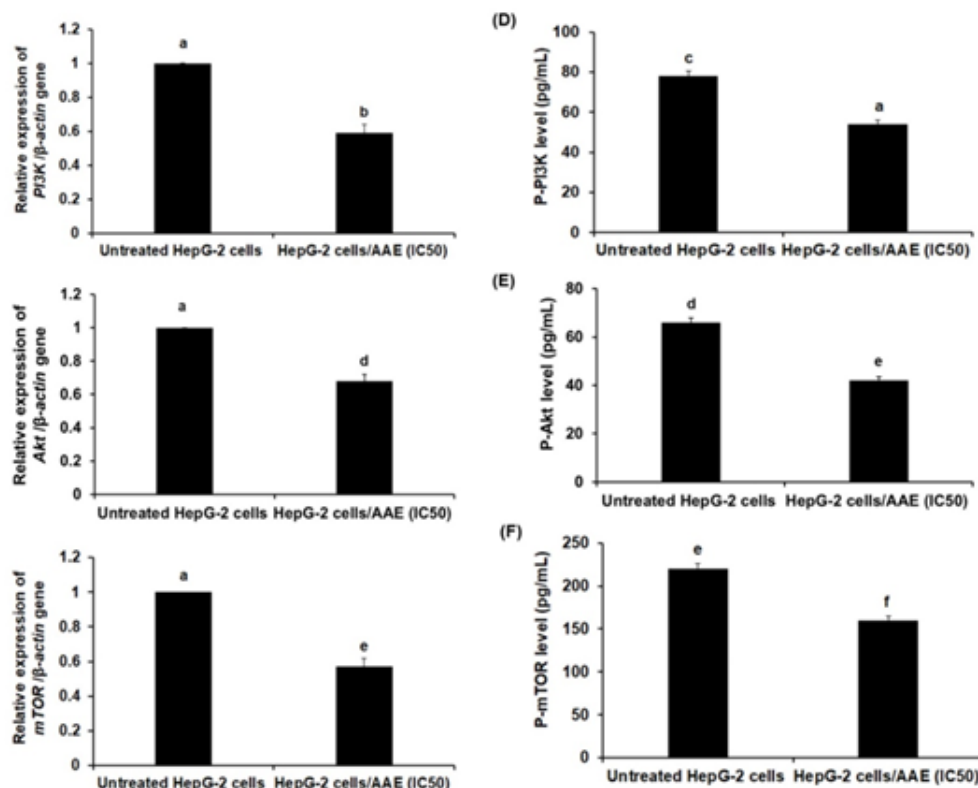 Relative expression of
PI3K /β-actin gene
1.2
1
0.8
0.6
0.4
0.2
0
a
b
Untreated HepG-2 cells HepG-2 cells/AAE (IC50)
(D)
P-PI3K level (pg/mL)
100
80
60
40
20
0
c
a
Untreated HepG-2 cells HepG-2 cells/AAE (IC50)
Relative expression of
Akt /β-actin gene
1.2
1
0.8
0.6
0.4
0.2
0
a
d
Untreated HepG-2 cells HepG-2 cells/AAE (IC50)
(E)
P-Akt level (pg/mL)
80
60
40
20
0
d
e
Untreated HepG-2 cells HepG-2 cells/AAE (IC50)
Relative expression of
mTOR /β-actin gene
1.2
1
0.8
0.6
0.4
0.2
0
a
e
Untreated HepG-2 cells HepG-2 cells/AAE (IC50)
(F)
P-mTOR level (pg/mL)
250
200
150
100
50
0
e
f
Untreated HepG-2 cells HepG-2 cells/AAE (IC50)